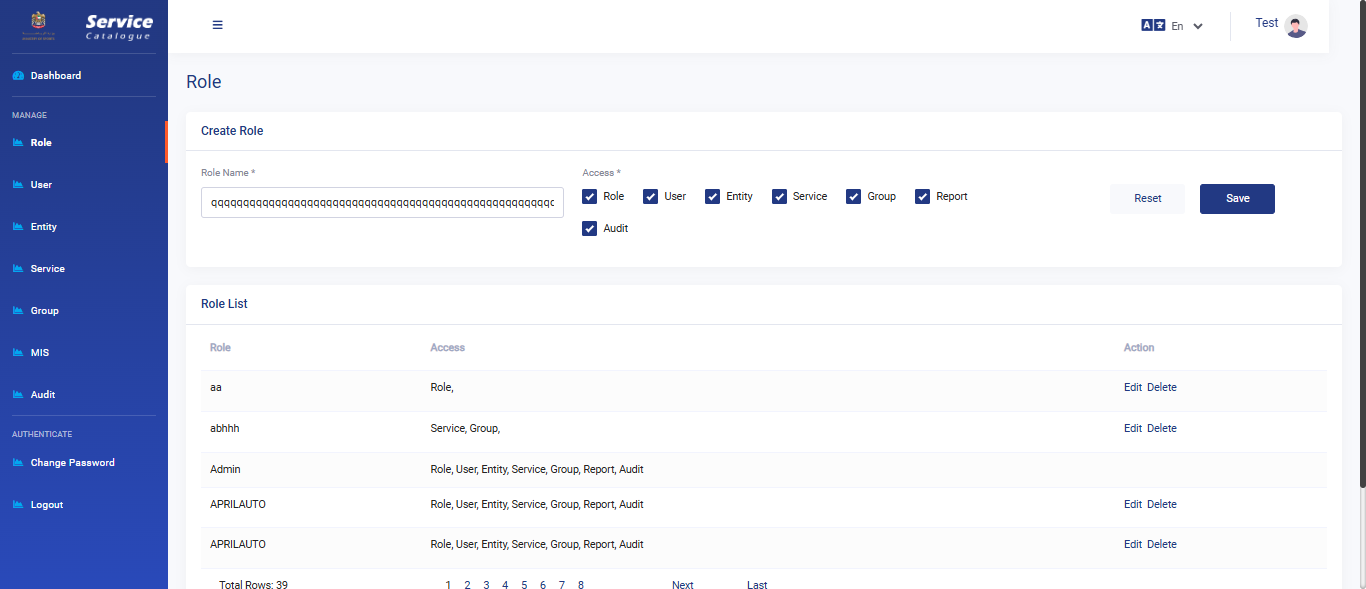 Service
Catalogue
En
Test
Dashboard
MANAGE
Role
User
Entity
Service
Group
MIS
Audit
AUTHENTICATE
Change Password
Logout
Role
Create Role
Role Name *
Access *
Role User Entity Service Group Report
Audit
Reset
Save
Role List
Role Access Action
aa Role, Edit Delete
abhhh Service, Group, Edit Delete
Admin Role, User, Entity, Service, Group, Report, Audit
APRILAUTO Role, User, Entity, Service, Group, Report, Audit Edit Delete
APRILAUTO Role, User, Entity, Service, Group, Report, Audit Edit Delete
Total Rows: 39 1 2 3 4 5 6 7 8 Next Last